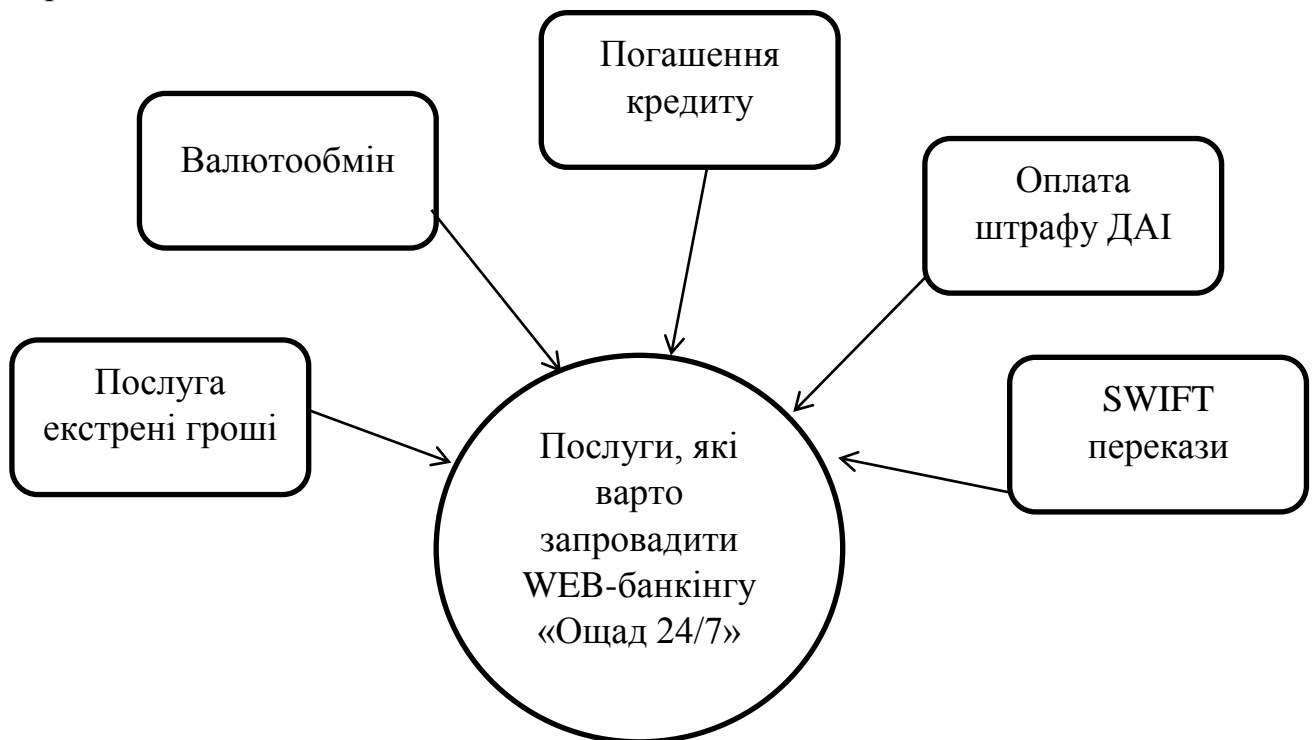 Погашення
кредиту
Валютообмін
Оплата
штрафу ДАІ
Послуга
екстрені гроші
SWIFT
перекази
Послуги, які
варто
запровадити
WEB-банкінгу
«Ощад 24/7»